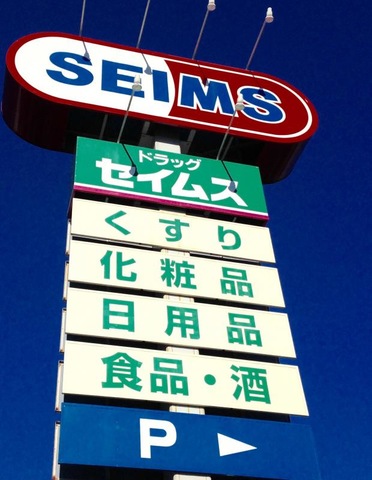 SEIMS
ドラッグ
セイムス
くすり
化粧品
日用品
食品・酒
P ▶